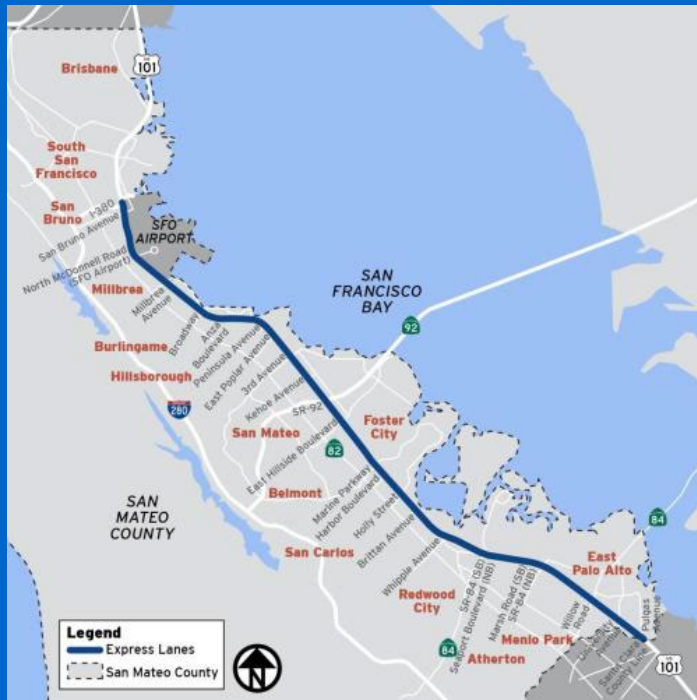 US
101
Brisbane
South
San
Francisco
San
Bruno
I-380
San Bruno Avenue
SFO
AIRPORT
North McDonnell Road
(SFO Airport)
Millbrea
Millbrea
Avenue
Broadway
Anza
Boulevard
Peninsula Avenue
East Poplar Avenue
3rd Avenue
Kehoe Avenue
SR-92
SAN
FRANCISCO
BAY
92
Burlingame
Hillsborough
280
San Mateo
82
Foster
City
East Hillside Boulevard
Belmont
Marine Parkway
Harbor Boulevard
Holly Street
Brittan Avenue
Whipple Avenue
SAN
MATEO
COUNTY
San Carlos
84
East
Palo Alto
Redwood
City
SR-84 (SB)
Seaport Boulevard (NB)
Marsh Road (SB)
SR-84 (NB)
Willow
Road
University
Avenue
Pulgas
Avenue
Santa Clara
County Line
Menlo Park
Atherton
84
101
Legend
Express Lanes
San Mateo County
N